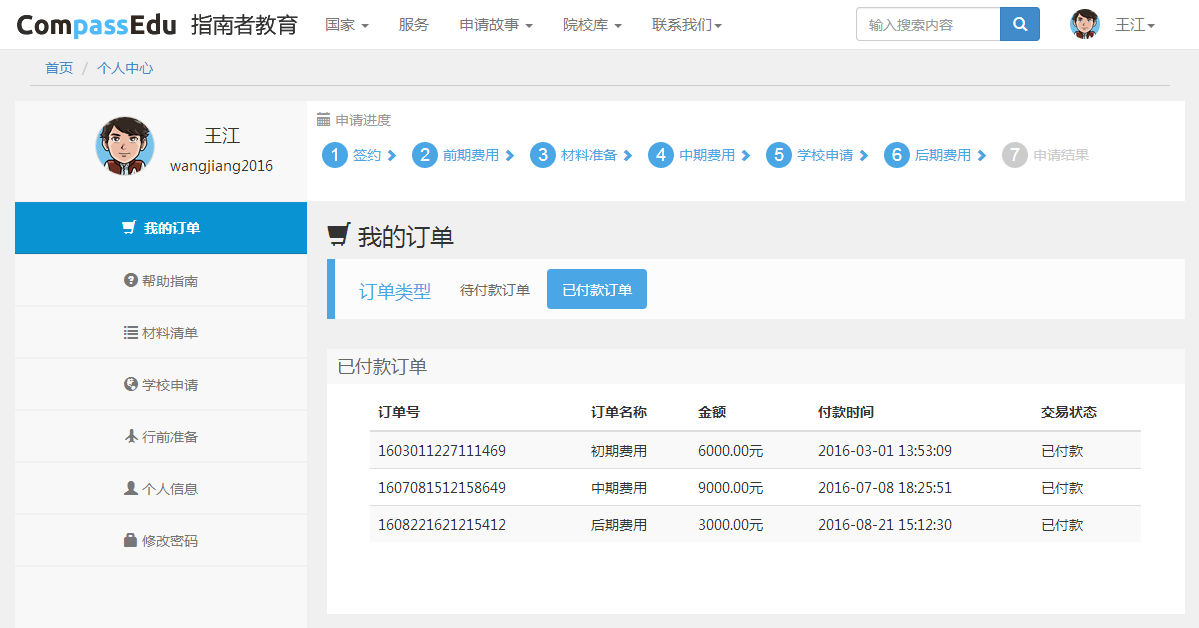 CompassEdu 指南者教育 国家 服务 申请故事 院校库 联系我们 输入搜索内容 王江
首页 / 个人中心
王江
wangjiang2016
申请进度
1 签约 2 前期费用 3 材料准备 4 中期费用 5 学校申请 6 后期费用 7 申请结果
我的订单
帮助指南
材料清单
学校申请
行前准备
个人信息
修改密码
我的订单
订单类型 待付款订单 已付款订单
已付款订单
订单号 订单名称 金额 付款时间 交易状态
1603011227111469 初期费用 6000.00元 2016-03-01 13:53:09 已付款
1607081512158649 中期费用 9000.00元 2016-07-08 18:25:51 已付款
1608221621215412 后期费用 3000.00元 2016-08-21 15:12:30 已付款